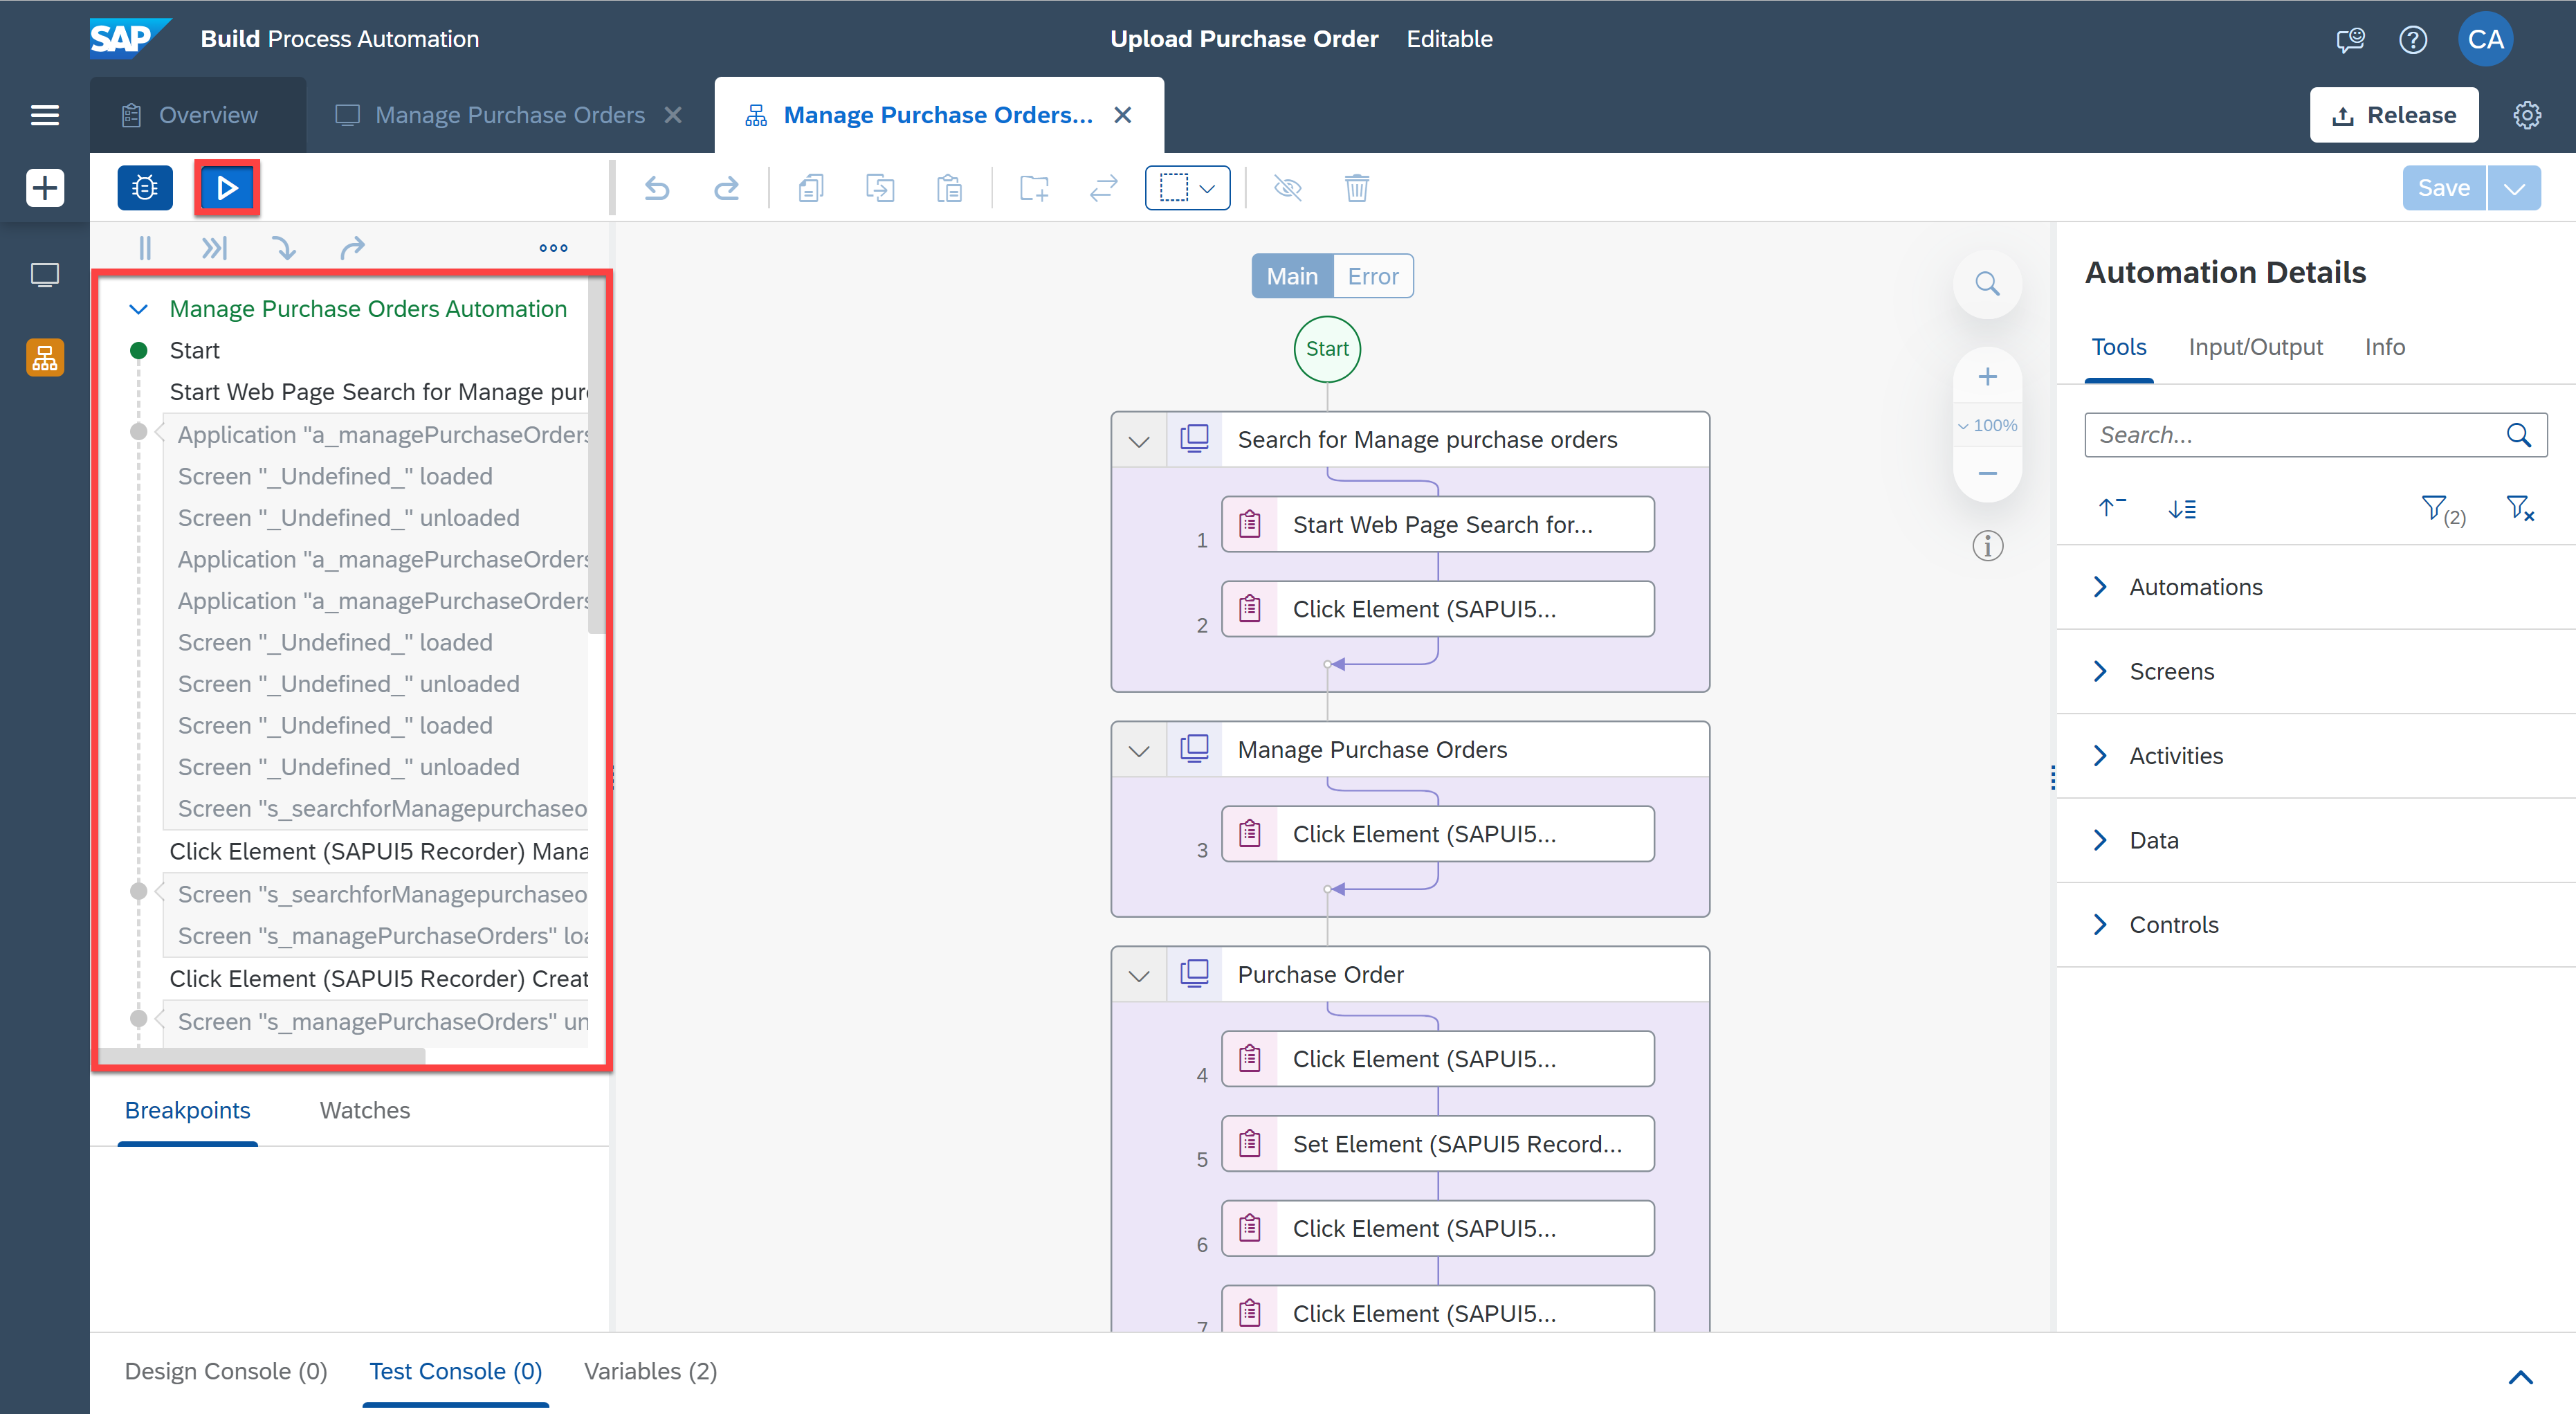 SAP Build Process Automation
Upload Purchase Order Editable
CA
Overview
Manage Purchase Orders
Manage Purchase Orders...
Release
Save
Manage Purchase Orders Automation
Start
Start Web Page Search for Manage pur
Application "a_managePurchaseOrders
Screen "_Undefined_" loaded
Screen "_Undefined_" unloaded
Application "a_managePurchaseOrders
Application "a_managePurchaseOrders
Screen "_Undefined_" loaded
Screen "_Undefined_" unloaded
Screen "_Undefined_" loaded
Screen "_Undefined_" unloaded
Screen "s_searchforManagepurchaseo
Click Element (SAPUI5 Recorder) Mana
Screen "s_searchforManagepurchaseo
Screen "s_managePurchaseOrders" loa
Click Element (SAPUI5 Recorder) Creat
Screen "s_managePurchaseOrders" un
Breakpoints
Watches
Main
Error
Start
Search for Manage purchase orders
1 Start Web Page Search for...
2 Click Element (SAPUI5...
Manage Purchase Orders
3 Click Element (SAPUI5...
Purchase Order
4 Click Element (SAPUI5...
5 Set Element (SAPUI5 Record...
6 Click Element (SAPUI5...
7 Click Element (SAPUI5...
100%
Automation Details
Tools
Input/Output
Info
Search...
(2)
Automations
Screens
Activities
Data
Controls
Design Console (0)
Test Console (0)
Variables (2)